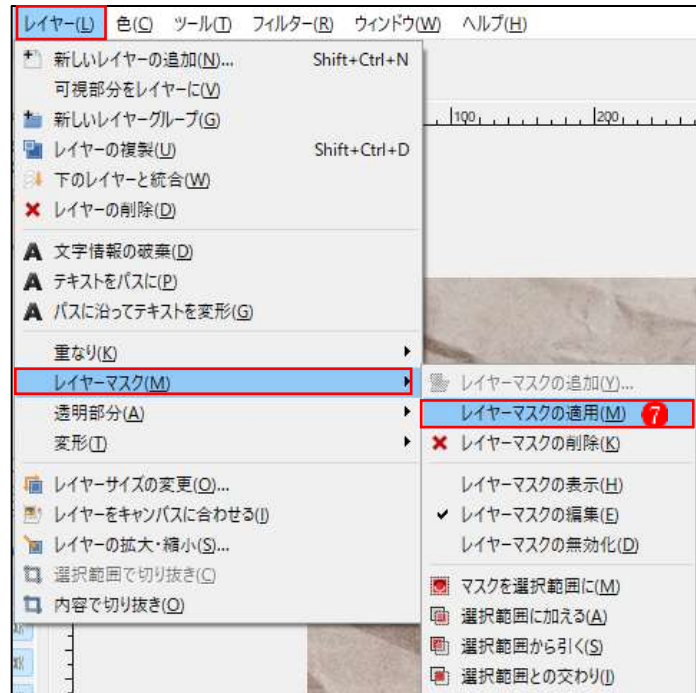 レイヤー(L) 色(C) ツール(T) フィルター(R) ウィンドウ(W) ヘルプ(H)
新しいレイヤーの追加(N)... Shift+Ctrl+N
可視部分をレイヤーに(V)
新しいレイヤーグループ(G)
レイヤーの複製(U) Shift+Ctrl+D
下のレイヤーと統合(W)
レイヤーの削除(D)
文字情報の破棄(D)
テキストをパスに(P)
パスに沿ってテキストを変形(G)
重なり(K)
レイヤーマスク(M)
透明部分(A)
変形(T)
レイヤーサイズの変更(O)...
レイヤーをキャンバスに合わせる(I)
レイヤーの拡大・縮小(S)...
選択範囲で切り抜き(C)
内容で切り抜き(O)
100 200
レイヤーマスクの追加(Y)...
レイヤーマスクの適用(M) 7
レイヤーマスクの削除(K)
レイヤーマスクの表示(H)
レイヤーマスクの編集(E)
レイヤーマスクの無効化(D)
マスクを選択範囲に(M)
選択範囲に加える(A)
選択範囲から引く(S)
選択範囲との交わり(I)